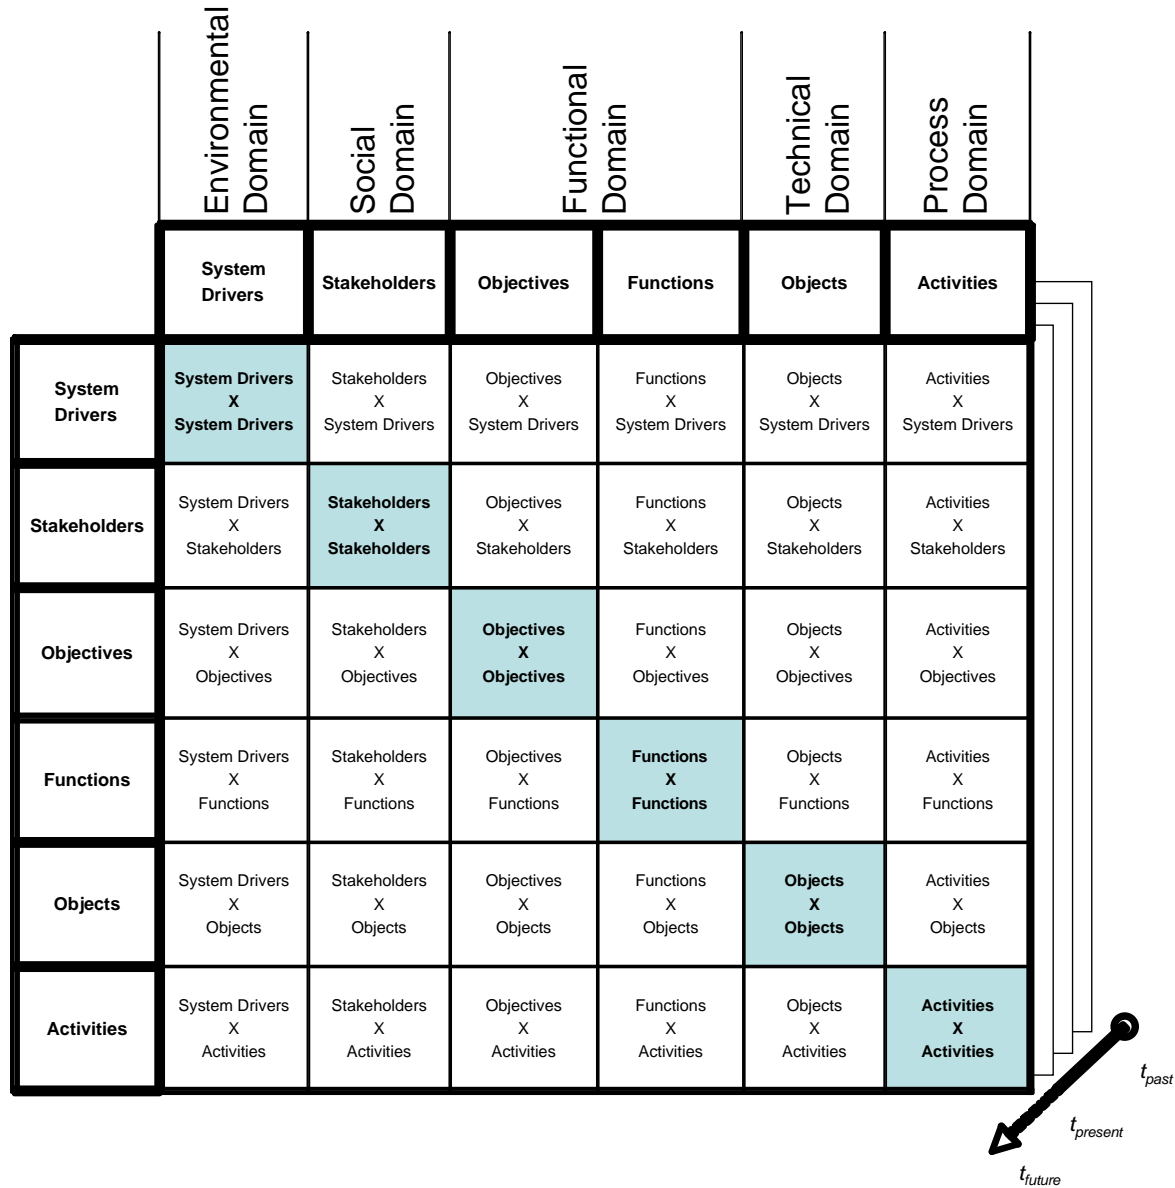 Environmental
Domain
Social
Domain
Functional
Domain
Technical
Domain
Process
Domain
System
Drivers
Stakeholders
Objectives
Functions
Objects
Activities
System
Drivers
System Drivers
X
System Drivers
Stakeholders
X
System Drivers
Objectives
X
System Drivers
Functions
X
System Drivers
Objects
X
System Drivers
Activities
X
System Drivers
Stakeholders
System Drivers
X
Stakeholders
Stakeholders
X
Stakeholders
Objectives
X
Stakeholders
Functions
X
Stakeholders
Objects
X
Stakeholders
Activities
X
Stakeholders
Objectives
System Drivers
X
Objectives
Stakeholders
X
Objectives
Objectives
X
Objectives
Functions
X
Objectives
Objects
X
Objectives
Activities
X
Objectives
Functions
System Drivers
X
Functions
Stakeholders
X
Functions
Objectives
X
Functions
Functions
X
Functions
Objects
X
Functions
Activities
X
Functions
Objects
System Drivers
X
Objects
Stakeholders
X
Objects
Objectives
X
Objects
Functions
X
Objects
Objects
X
Objects
Activities
X
Objects
Activities
System Drivers
X
Activities
Stakeholders
X
Activities
Objectives
X
Activities
Functions
X
Activities
Objects
X
Activities
Activities
X
Activities
t past
t present
t future